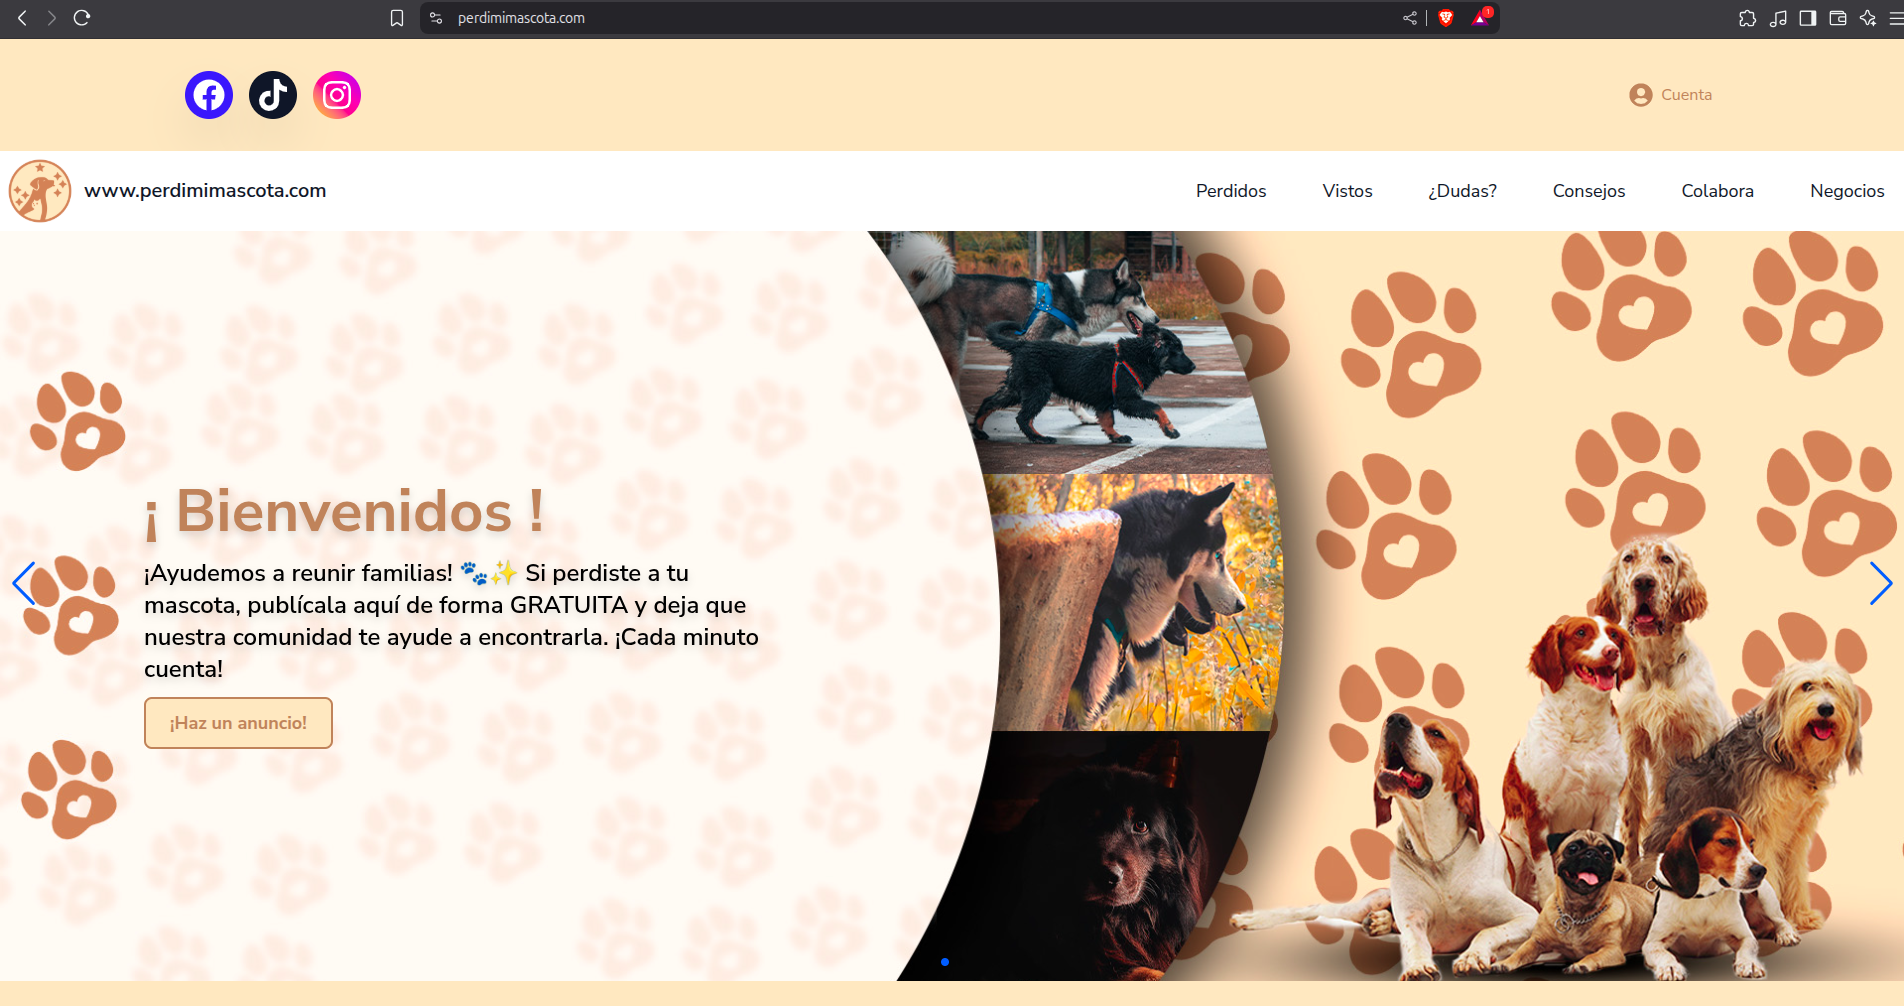 perdimimascota.com
1
Cuenta
www.perdimimascota.com
Perdidos
Vistos
¿Dudas?
Consejos
Colabora
Negocios
¡ Bienvenidos !
¡Ayudemos a reunir familias! 🐾✨ Si perdiste a tu
mascota, publícala aquí de forma GRATUITA y deja que
nuestra comunidad te ayude a encontrarla. ¡Cada minuto
cuenta!
¡Haz un anuncio!